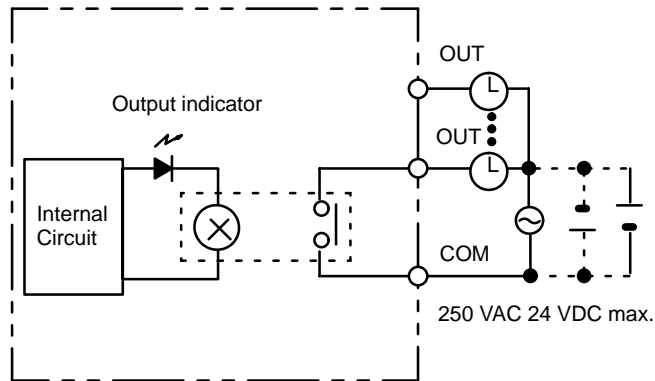 OUT
L
Output indicator
OUT
L
Internal
Circuit
COM
250 VAC 24 VDC max.